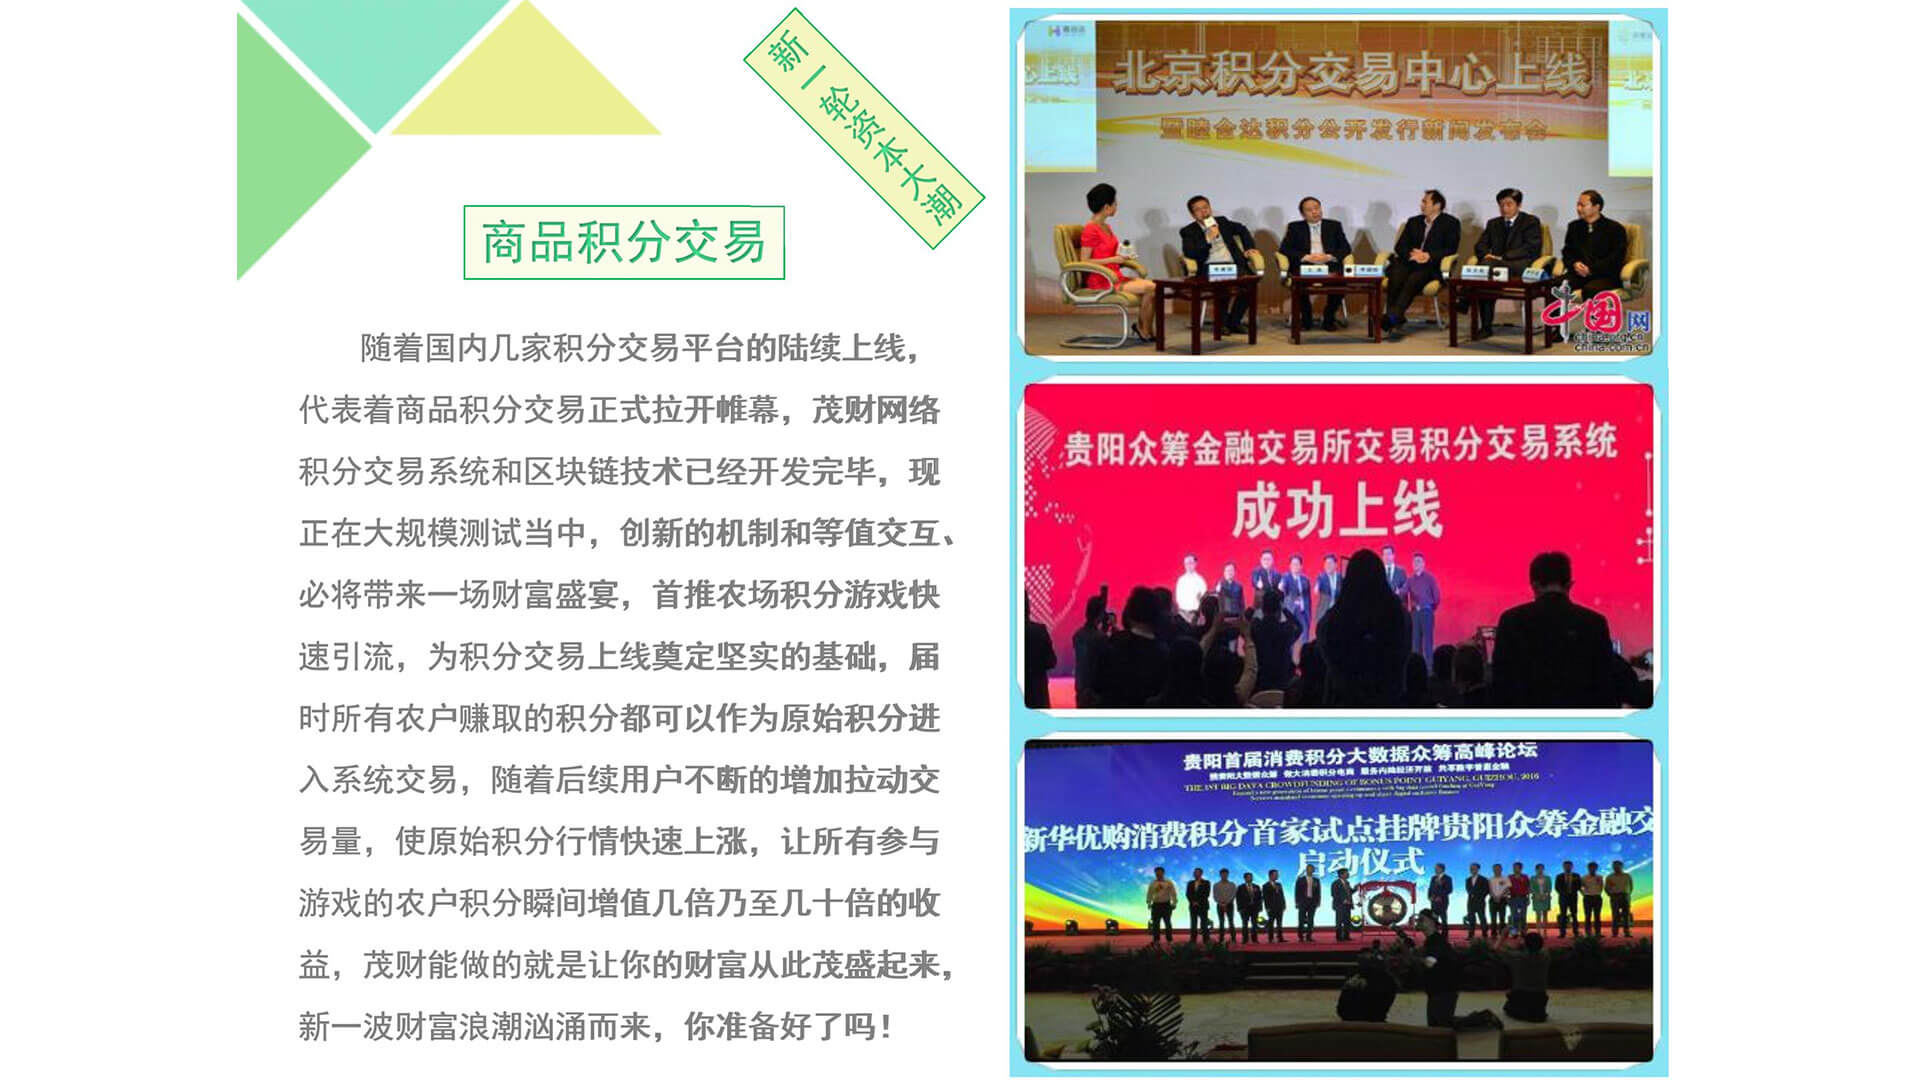 新一轮资本大潮
商品积分交易
随着国内几家积分交易平台的陆续上线，
代表着商品积分交易正式拉开帷幕，茂财网络
积分交易系统和区块链技术已经开发完毕，现
正在大规模测试当中，创新的机制和等值交互、
必将带来一场财富盛宴，首推农场积分游戏快
速引流，为积分交易上线奠定坚实的基础，届
时所有农户赚取的积分都可以作为原始积分进
入系统交易，随着后续用户不断的增加拉动交
易量，使原始积分行情快速上涨，让所有参与
游戏的农户积分瞬间增值几倍乃至几十倍的收
益，茂财能做的就是让你的财富从此茂盛起来，
新一波财富浪潮汹涌而来，你准备好了吗！
北京积分交易中心上线
暨睦合达积分公开发行新闻发布会
心上线
中国网
china.org.cn
china.com.cn
贵阳众筹金融交易所交易积分交易系统
成功上线
贵阳首届消费积分大数据众筹高峰论坛
THE 1ST BIG DATA CROWDFUNDING OF BONUS POINT GUIYANG, GUIZHOU, 2016
新华优购消费积分首家试点挂牌贵阳众筹金融交
启动仪式